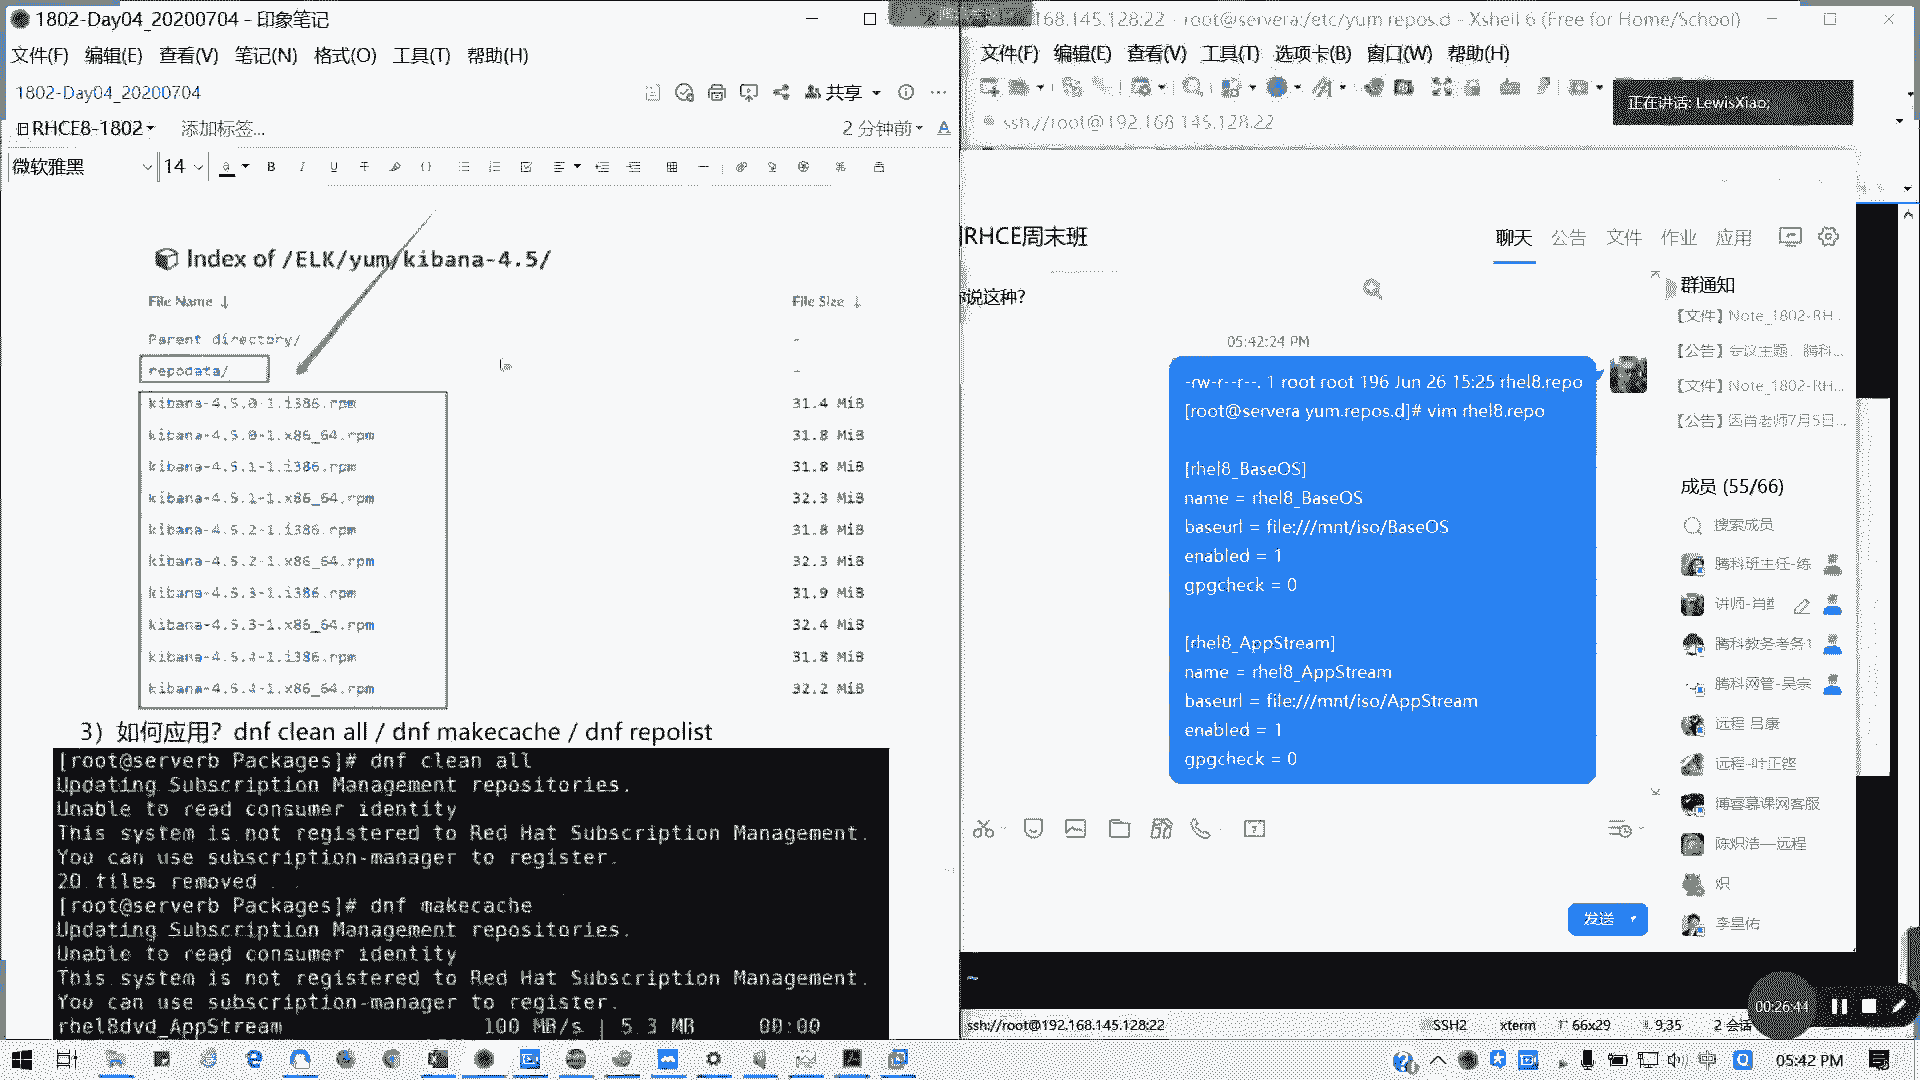 1802-Day04_20200704 - 印象笔记
文件(F) 编辑(E) 查看(V) 笔记(N) 格式(O) 工具(T) 帮助(H)
1802-Day04_20200704
共享
RHCE8-1802
添加标签...
2 分钟前
微软雅黑
14
Index of /ELK/yum/kibana-4.5/
File Name ↓ File Size ↓
Parent directory/ -
repodata/ -
kibana-4.5.0-1.i386.rpm 31.4 MiB
kibana-4.5.0-1.x86_64.rpm 31.8 MiB
kibana-4.5.1-1.i386.rpm 31.8 MiB
kibana-4.5.1-1.x86_64.rpm 32.3 MiB
kibana-4.5.2-1.i386.rpm 31.8 MiB
kibana-4.5.2-1.x86_64.rpm 32.3 MiB
kibana-4.5.3-1.i386.rpm 31.9 MiB
kibana-4.5.3-1.x86_64.rpm 32.4 MiB
kibana-4.5.4-1.i386.rpm 31.8 MiB
kibana-4.5.4-1.x86_64.rpm 32.2 MiB
3）如何应用？dnf clean all / dnf makecache / dnf repolist
[root@serverb Packages]# dnf clean all
Updating Subscription Management repositories.
Unable to read consumer identity
This system is not registered to Red Hat Subscription Management.
You can use subscription-manager to register.
20 files removed
[root@serverb Packages]# dnf makecache
Updating Subscription Management repositories.
Unable to read consumer identity
This system is not registered to Red Hat Subscription Management.
You can use subscription-manager to register.
rhel8dvd_AppStream 100 MB/s | 5.3 MB 00:00
168.145.128:22 - root@servera:/etc/yum.repos.d - Xshell 6 (Free for Home/School)
文件(F) 编辑(E) 查看(V) 工具(T) 选项卡(B) 窗口(W) 帮助(H)
正在讲话: LewisXiao;
ssh://root@192.168.145.128:22
RHCE周末班
聊天 公告 文件 作业 应用
说这种?
05:42:24 PM
-rw-r--r--. 1 root root 196 Jun 26 15:25 rhel8.repo
[root@servera yum.repos.d]# vim rhel8.repo
[rhel8_BaseOS]
name = rhel8_BaseOS
baseurl = file:///mnt/iso/BaseOS
enabled = 1
gpgcheck = 0
[rhel8_AppStream]
name = rhel8_AppStream
baseurl = file:///mnt/iso/AppStream
enabled = 1
gpgcheck = 0
发送
群通知
【文件】Note_1802-RH...
【公告】会议主题：腾科...
【文件】Note_1802-RH...
【公告】因肖老师7月5日...
成员 (55/66)
搜索成员
腾科班主任-练
讲师-肖
腾科教务考务1
腾科网管-吴宗
远程 吕康
远程-叶正铿
博睿慕课网客服
陈炽浩—远程
炽
李星佑
~
00:26:44
ssh://root@192.168.145.128:22 SSH2 xterm 66x29 9,35 2 会话
05:42 PM